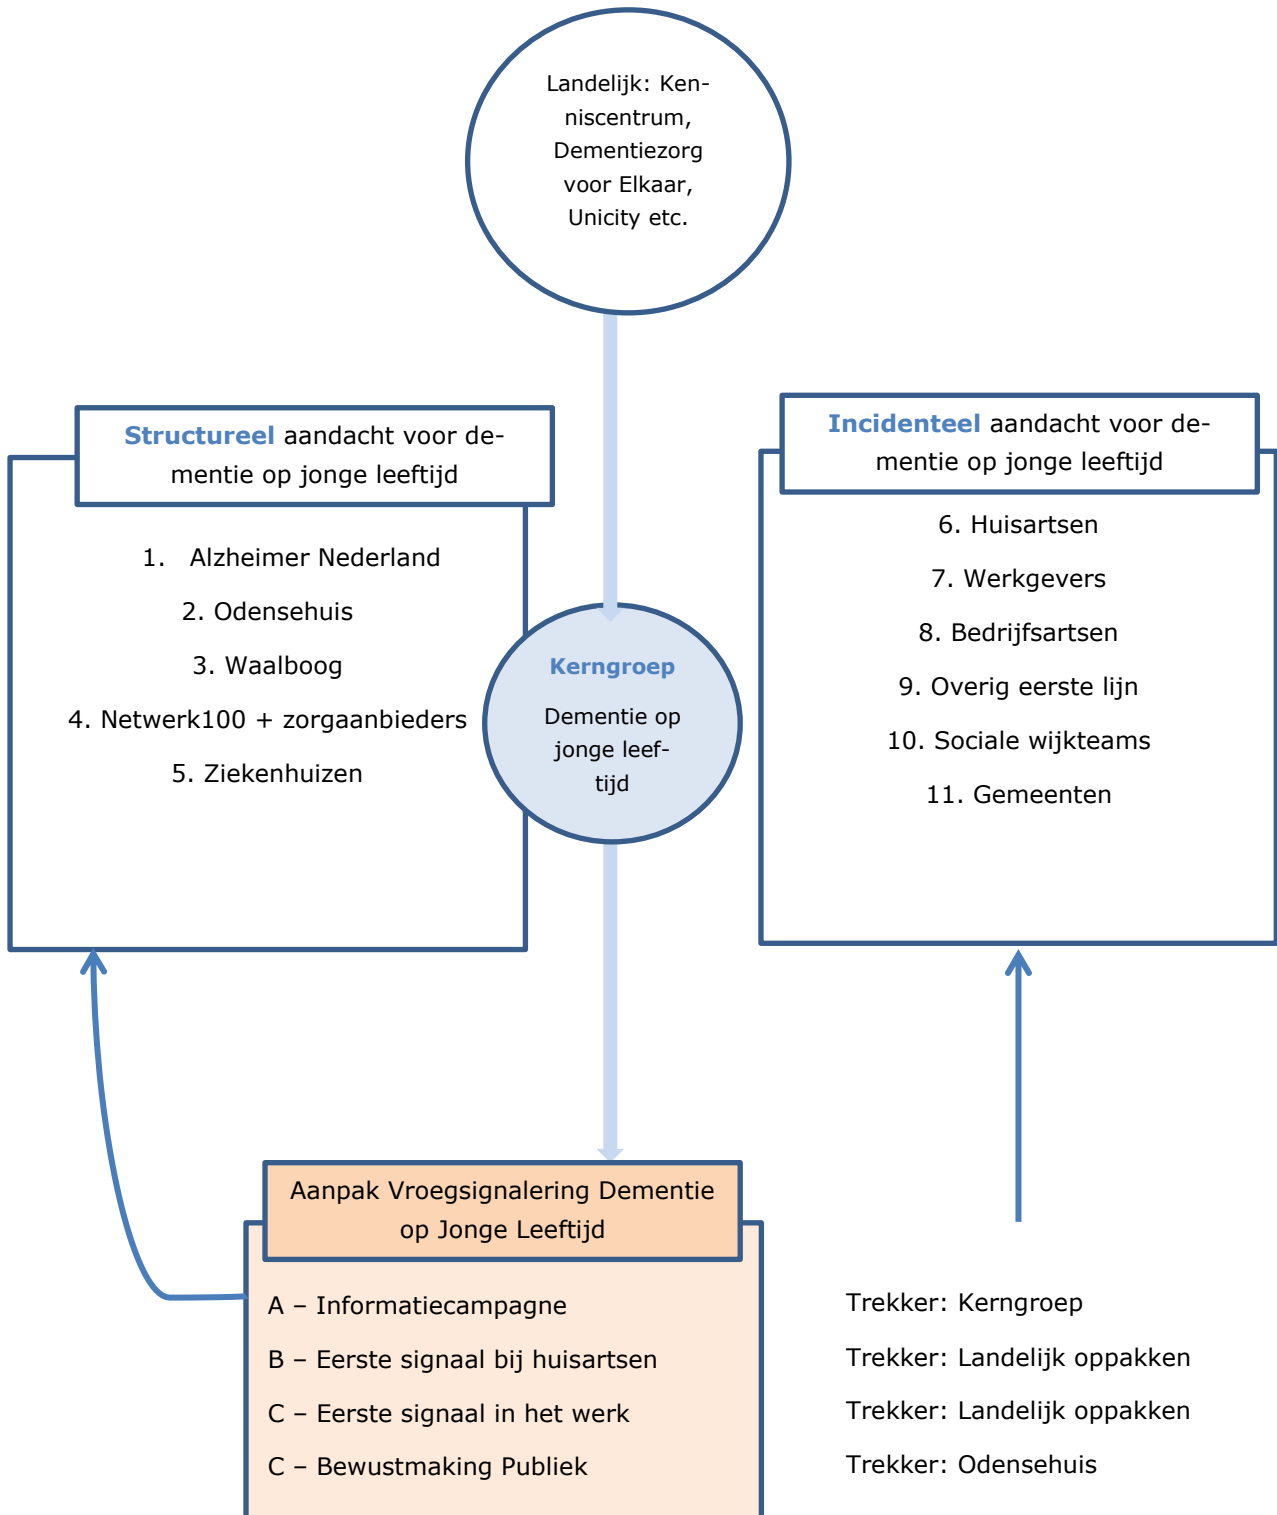 Landelijk: Ken-
niscentrum,
Dementiezorg
voor Elkaar,
Unicity etc.
Structureel aandacht voor de-
mentie op jonge leeftijd
1. Alzheimer Nederland
2. Odensehuis
3. Waalboog
4. Netwerk100 + zorgaanbieders
5. Ziekenhuizen
Kerngroep
Dementie op
jonge leef-
tijd
Incidenteel aandacht voor de-
mentie op jonge leeftijd
6. Huisartsen
7. Werkgevers
8. Bedrijfsartsen
9. Overig eerste lijn
10. Sociale wijkteams
11. Gemeenten
Aanpak Vroegsignalering Dementie
op Jonge Leeftijd
A – Informatiecampagne
Trekker: Kerngroep
B – Eerste signaal bij huisartsen
Trekker: Landelijk oppakken
C – Eerste signaal in het werk
Trekker: Landelijk oppakken
C – Bewustmaking Publiek
Trekker: Odensehuis